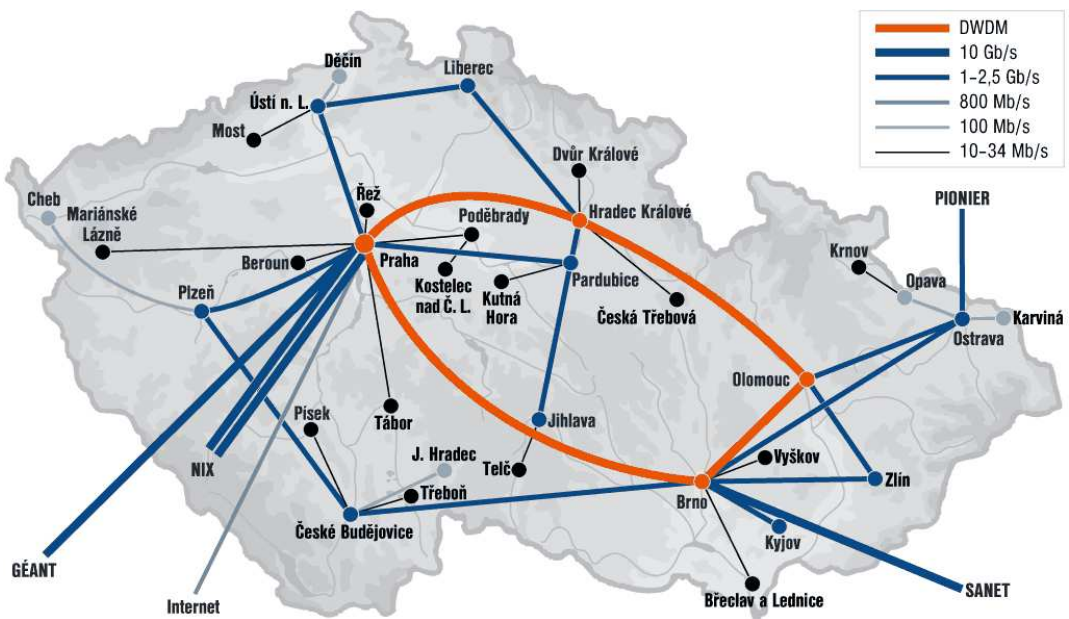 DWDM
10 Gb/s
1–2,5 Gb/s
800 Mb/s
100 Mb/s
10–34 Mb/s
Děčín
Liberec
Ústí n. L.
Most
Dvůr Králové
Cheb
Mariánské
Lázně
Řež
Poděbrady
Hradec Králové
PIONIER
Beroun
Praha
Krnov
Opava
Plzeň
Kostelec
nad Č. L.
Kutná
Hora
Pardubice
Česká Třebová
Karviná
Ostrava
Olomouc
Písek
Tábor
Jihlava
NIX
J. Hradec
Telč
Vyškov
Třeboň
Zlín
Brno
České Budějovice
Kyjov
GÉANT
Internet
Břeclav a Lednice
SANET